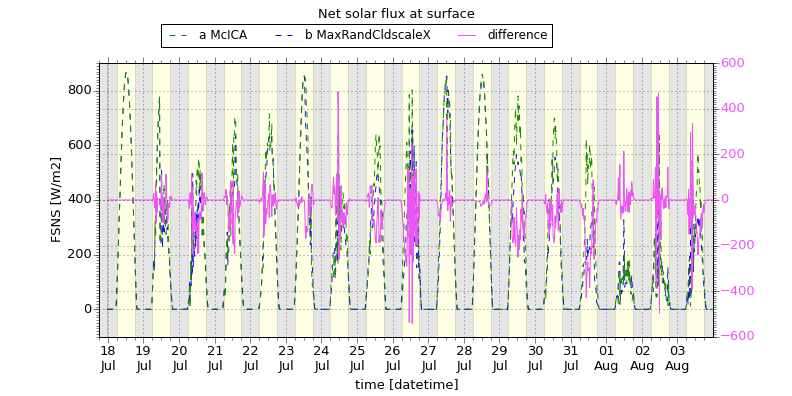 Net solar flux at surface
a McICA b MaxRandCldscaleX difference
800
600
400
200
0
FSNS [W/m2]
600
400
200
0
−200
−400
−600
18 19 20 21 22 23 24 25 26 27 28 29 30 31 01 02 03
Jul Jul Jul Jul Jul Jul Jul Jul Jul Jul Jul Jul Jul Jul Aug Aug Aug
time [datetime]